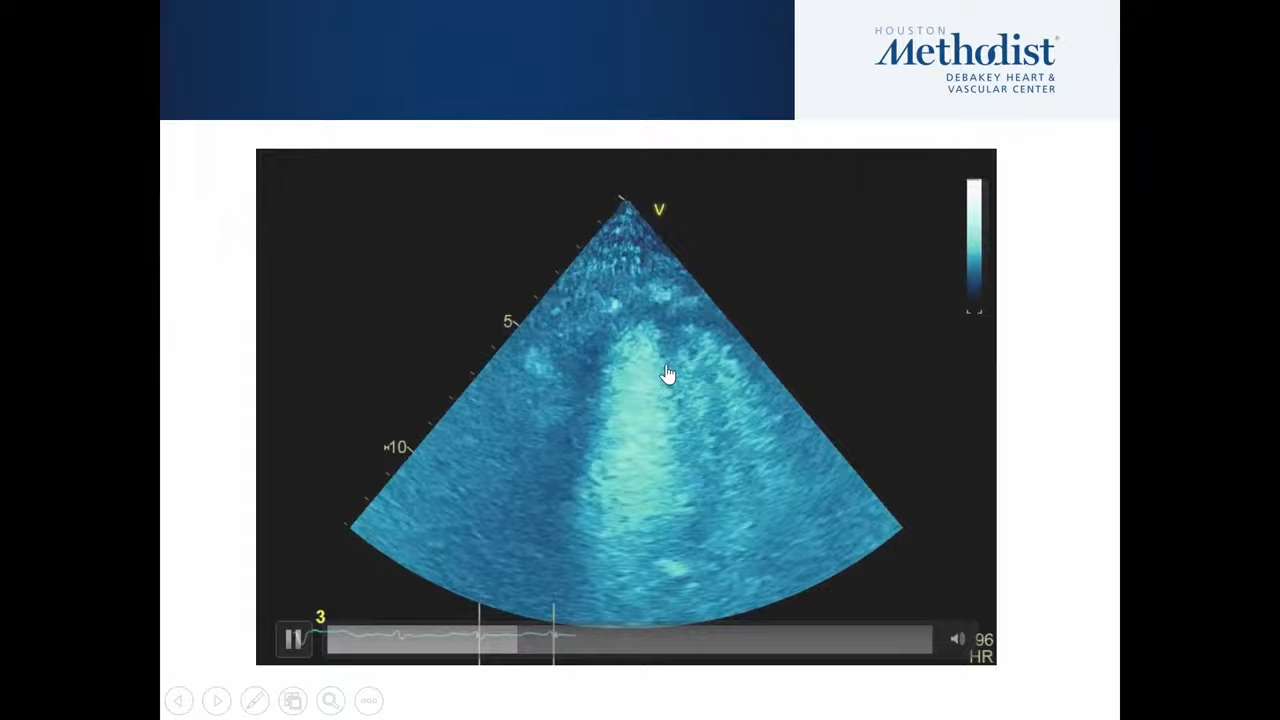 HOUSTON
Methodist®
DEBAKEY HEART &
VASCULAR CENTER
V
5
10
3
96
HR